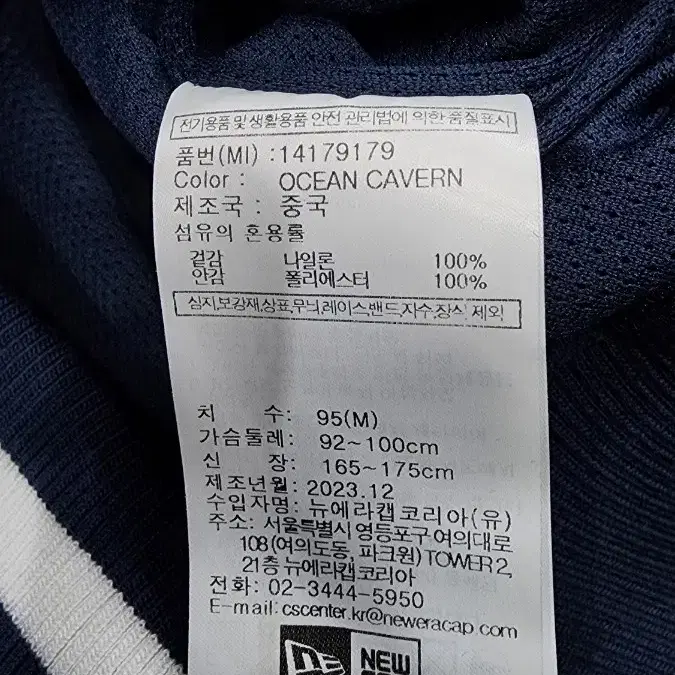 전기용품 및 생활용품 안전 관리법에 의한 품질표시
품번(MI) :14179179
Color : OCEAN CAVERN
제조국 : 중국
섬유의 혼용률
겉감 나일론 100%
안감 폴리에스터 100%
심지,보강재,상표,무늬,레이스,밴드,자수,장식 제외
치 수: 95(M)
가슴둘레: 92~100cm
신 장: 165~175cm
제조년월: 2023.12
수입자명: 뉴에라캡코리아(유)
주소: 서울특별시 영등포구 여의대로
108 (여의도동, 파크원) TOWER 2,
21층 뉴에라캡코리아
전화: 02-3444-5950
E-mail: cscenter.kr@neweracap.com
NEW